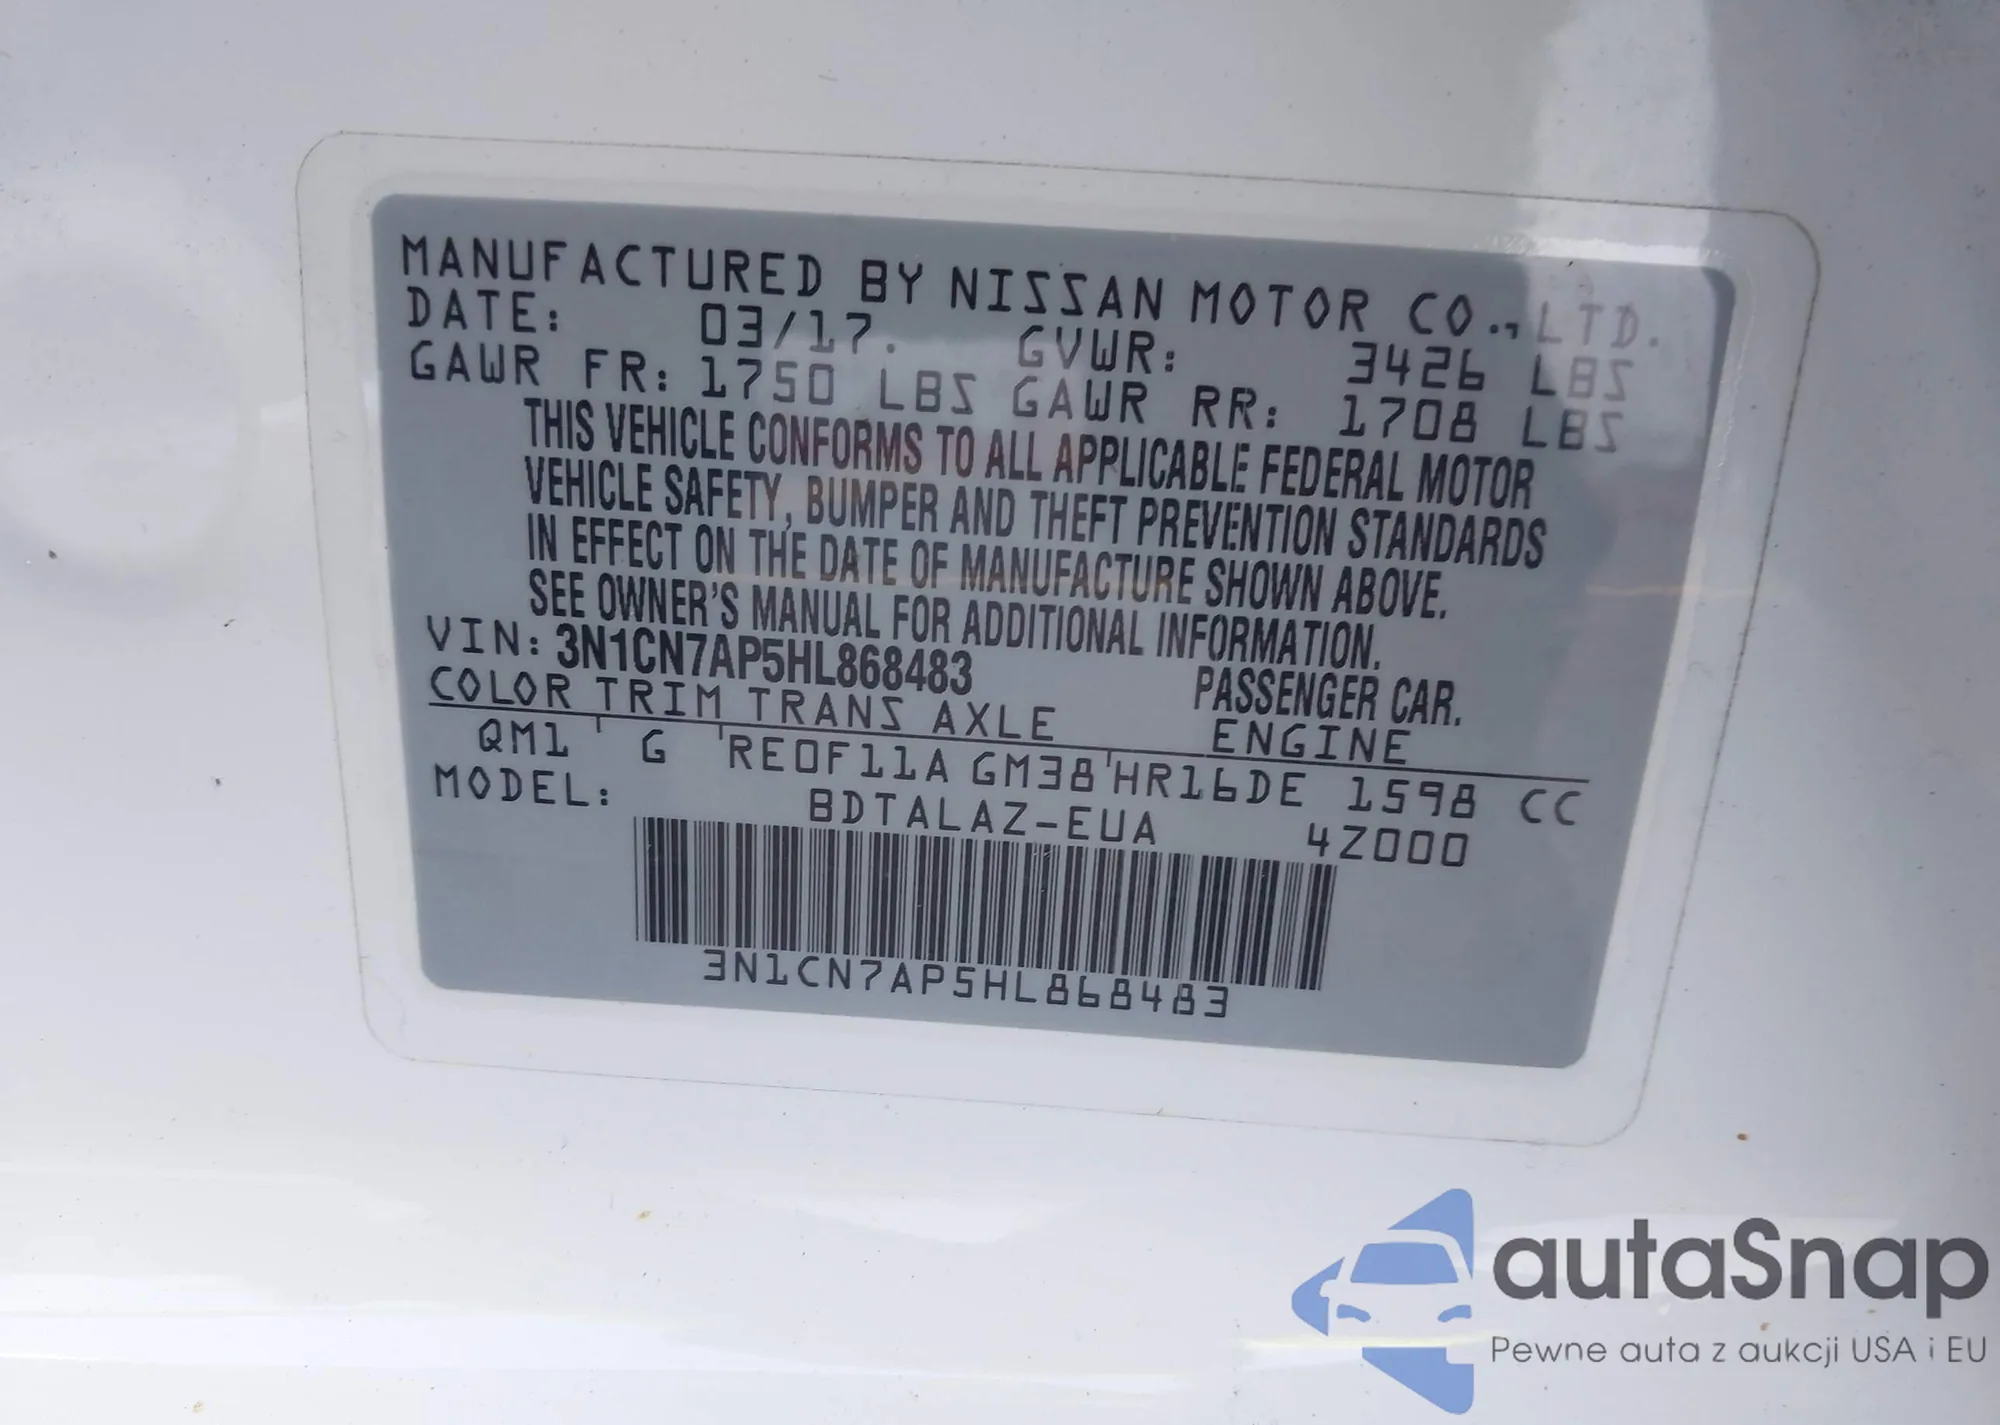 MANUFACTURED BY NISSAN MOTOR CO., LTD.
DATE: 03/17. GVWR: 3426 LBS
GAWR FR: 1750 LBS GAWR RR: 1708 LBS
THIS VEHICLE CONFORMS TO ALL APPLICABLE FEDERAL MOTOR
VEHICLE SAFETY, BUMPER AND THEFT PREVENTION STANDARDS
IN EFFECT ON THE DATE OF MANUFACTURE SHOWN ABOVE.
SEE OWNER'S MANUAL FOR ADDITIONAL INFORMATION.
VIN: 3N1CN7AP5HL868483 PASSENGER CAR.
COLOR TRIM TRANS AXLE ENGINE
QM1 G RE0F11A GM38 HR16DE 1598 CC
MODEL: BDTALAZ-EUA 4Z000
3N1CN7AP5HL868483
autaSnap
Pewne auta z aukcji USA i EU